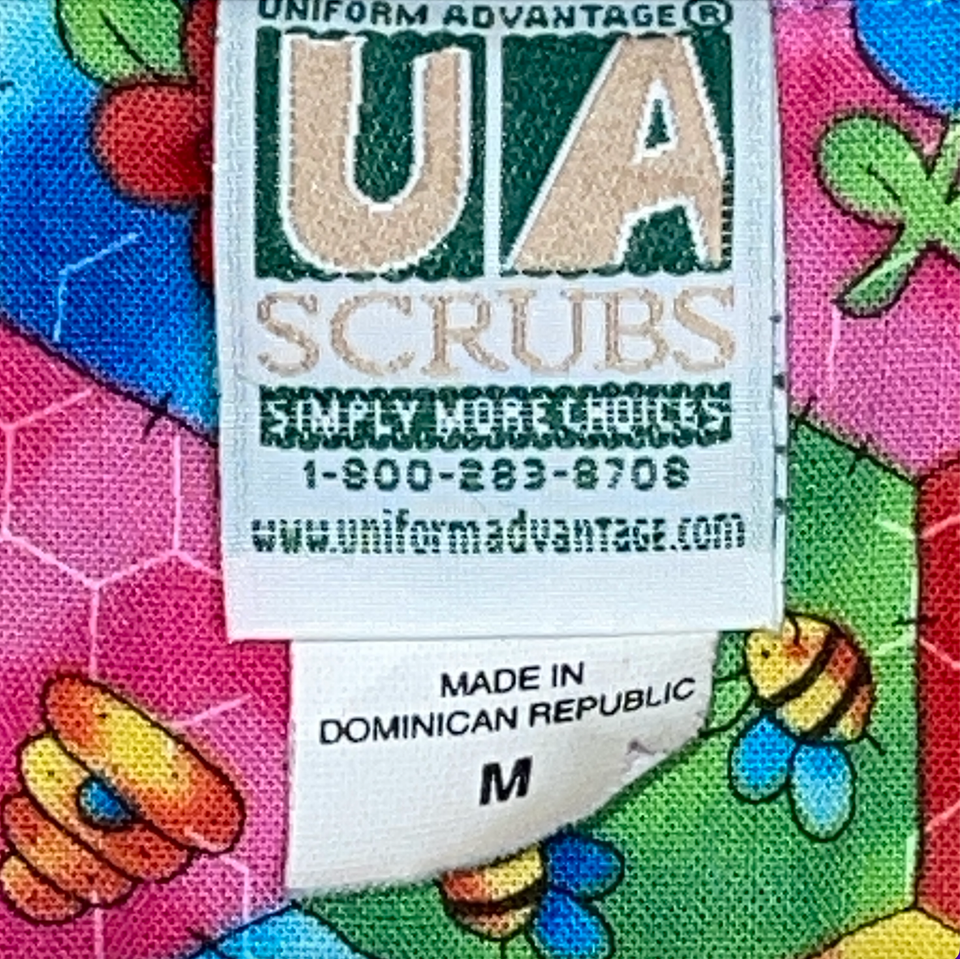 UNIFORM ADVANTAGE®
UA
SCRUBS
SIMPLY MORE CHOICES
1-800-283-8708
www.uniformadvantage.com
MADE IN
DOMINICAN REPUBLIC
M